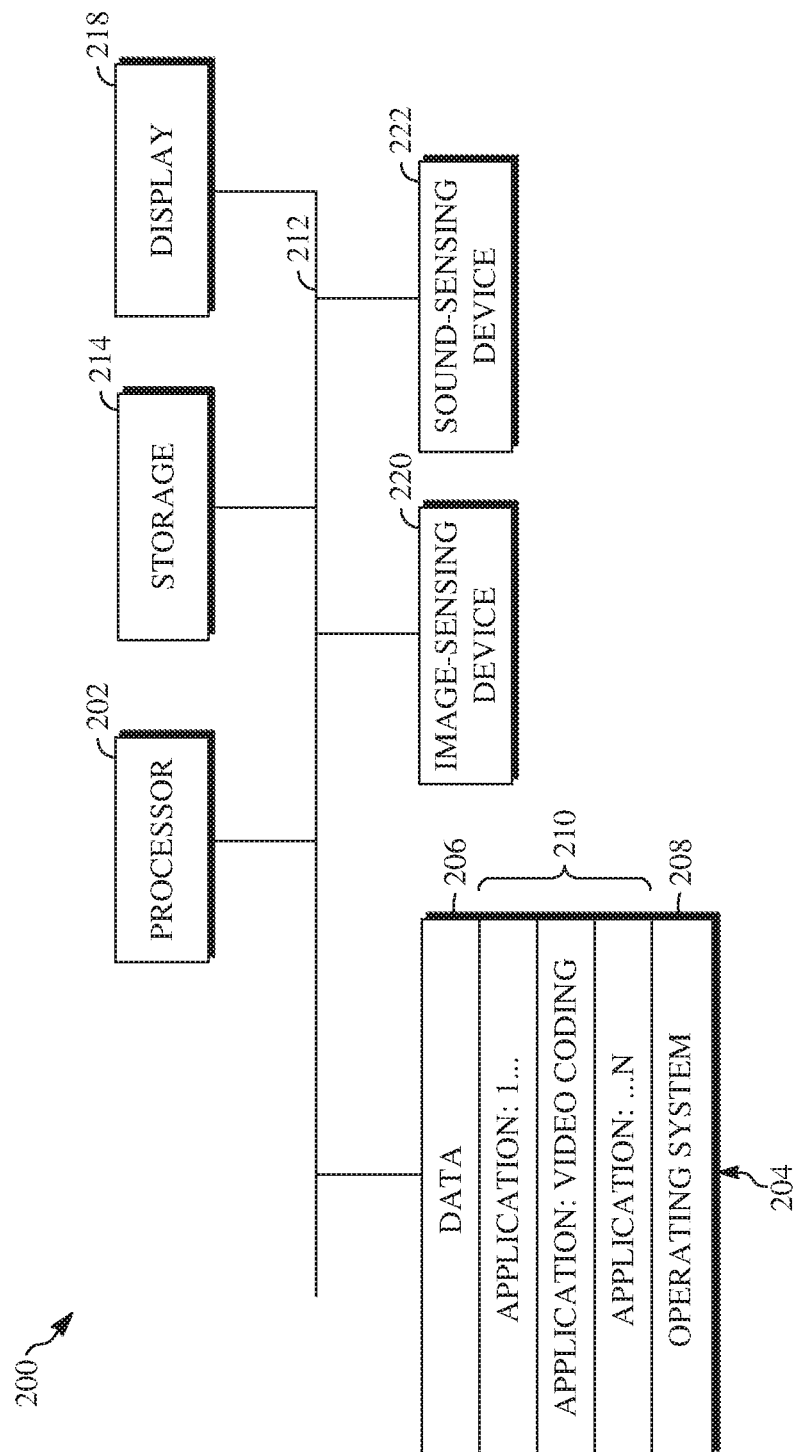 200
PROCESSOR
202
STORAGE
214
DISPLAY
218
212
DATA
206
APPLICATION: 1...
APPLICATION: VIDEO CODING
APPLICATION: ...N
210
OPERATING SYSTEM
208
204
IMAGE-SENSING
DEVICE
220
SOUND-SENSING
DEVICE
222